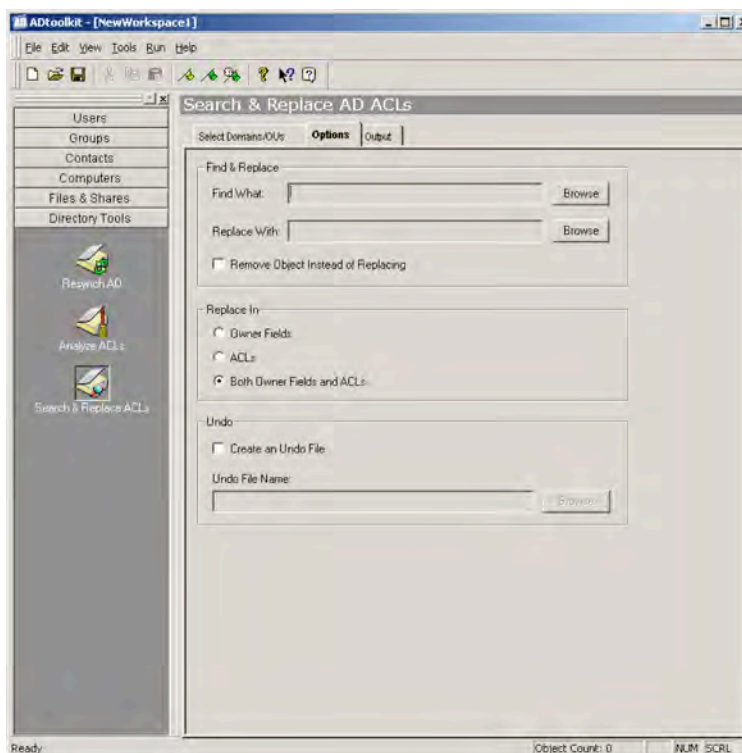 ADtoolkit - [NewWorkspace1]
File Edit View Tools Run Help
Search & Replace AD ACLs
Users
Groups
Contacts
Computers
Files & Shares
Directory Tools
Resynch AD
Analyze ACLs
Search & Replace ACLs
Select Domains/OUs Options Output
Find & Replace
Find What: Browse
Replace With: Browse
Remove Object Instead of Replacing
Replace In
Owner Fields
ACLs
Both Owner Fields and ACLs
Undo
Create an Undo File
Undo File Name:
Browse
Ready Object Count: 0 NUM SCRL